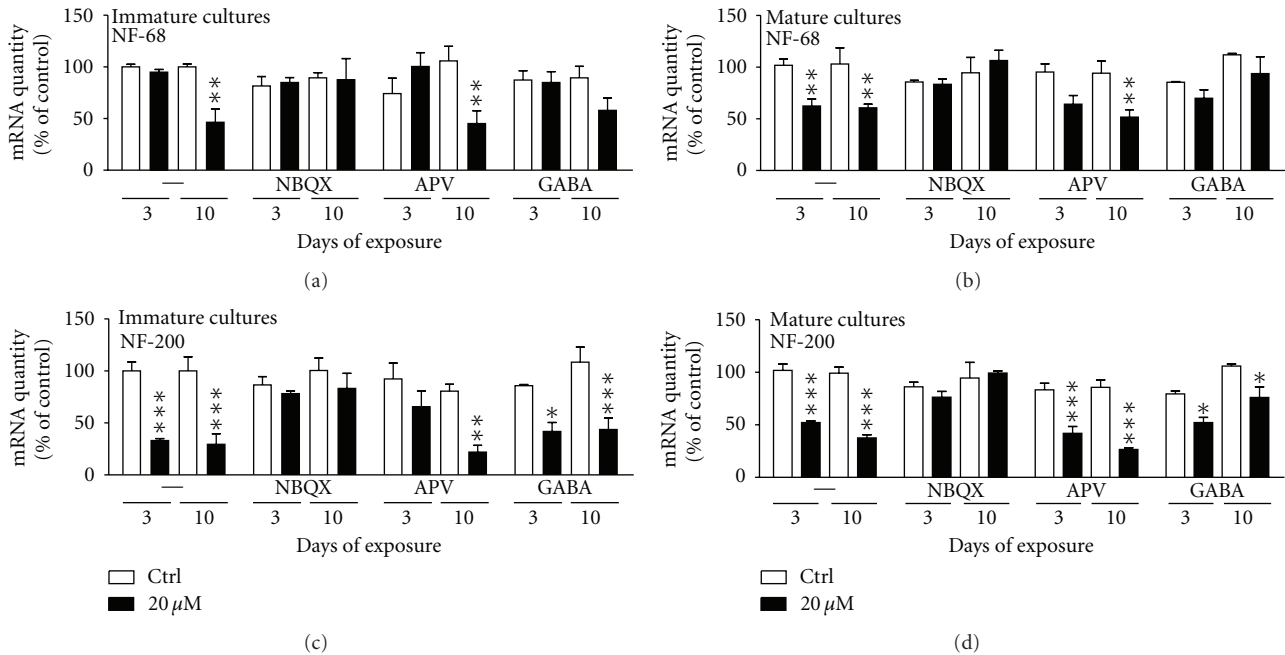 Immature cultures
NF-68
mRNA quantity
(% of control)
150
100
50
0
**
**
— NBQX APV GABA
3 10 3 10 3 10 3 10
Days of exposure
(a)
Mature cultures
NF-68
mRNA quantity
(% of control)
150
100
50
0
**
**
**
— NBQX APV GABA
3 10 3 10 3 10 3 10
Days of exposure
(b)
Immature cultures
NF-200
mRNA quantity
(% of control)
150
100
50
0
***
***
**
*
***
— NBQX APV GABA
3 10 3 10 3 10 3 10
Days of exposure
Ctrl
20 μM
(c)
Mature cultures
NF-200
mRNA quantity
(% of control)
150
100
50
0
***
***
***
***
*
*
— NBQX APV GABA
3 10 3 10 3 10 3 10
Days of exposure
Ctrl
20 μM
(d)